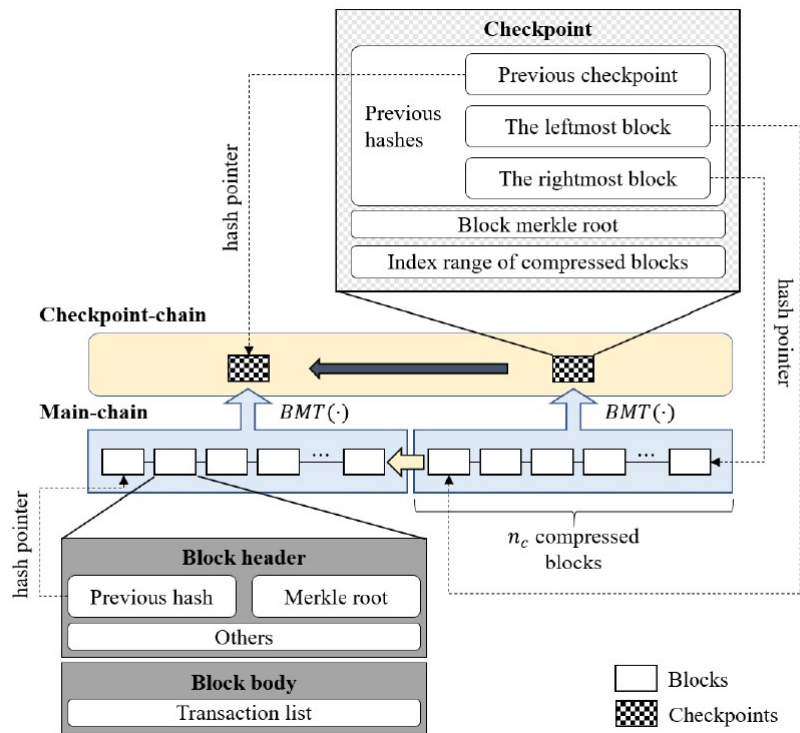 Checkpoint
Previous checkpoint
Previous
hashes
The leftmost block
The rightmost block
Block merkle root
Index range of compressed blocks
hash pointer
hash pointer
Checkpoint-chain
Main-chain
BMT(·)
BMT(·)
...
...
n_c compressed
blocks
hash pointer
Block header
Previous hash
Merkle root
Others
Block body
Transaction list
Blocks
Checkpoints